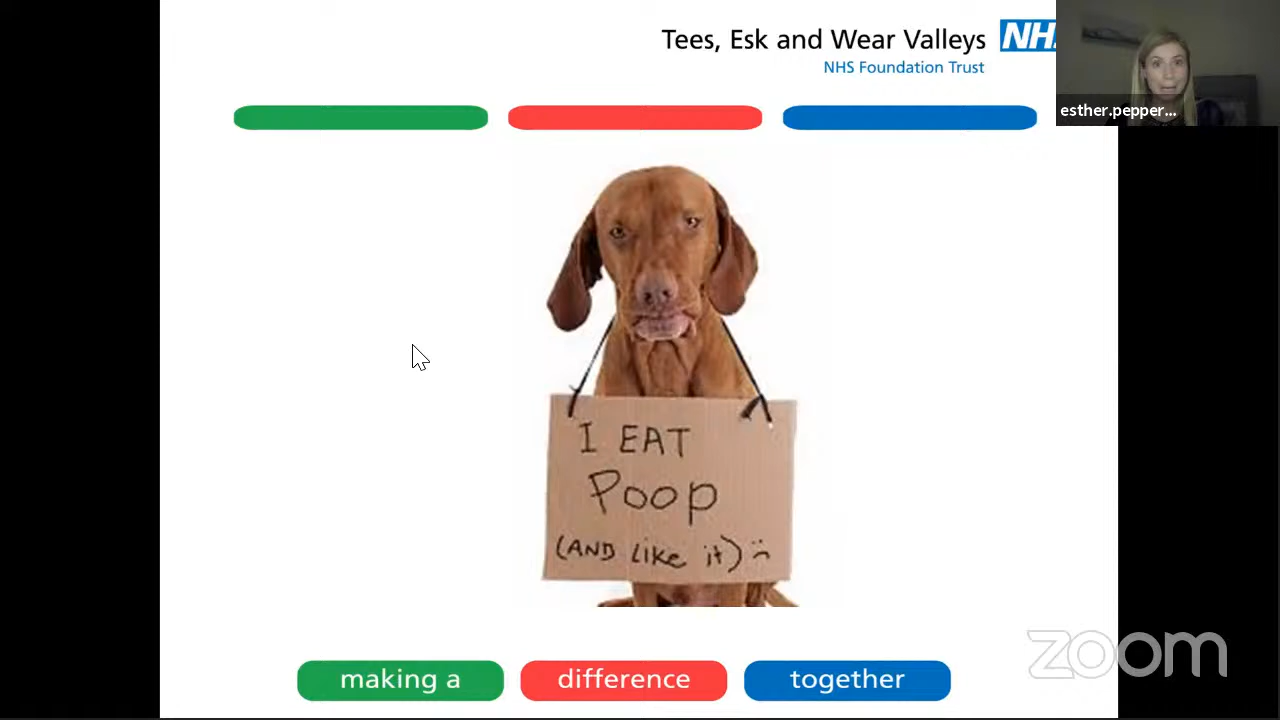 Tees, Esk and Wear Valleys
NHS Foundation Trust
esther.pepper...
I EAT
Poop
(AND like it) :(
making a
difference
together
zoom